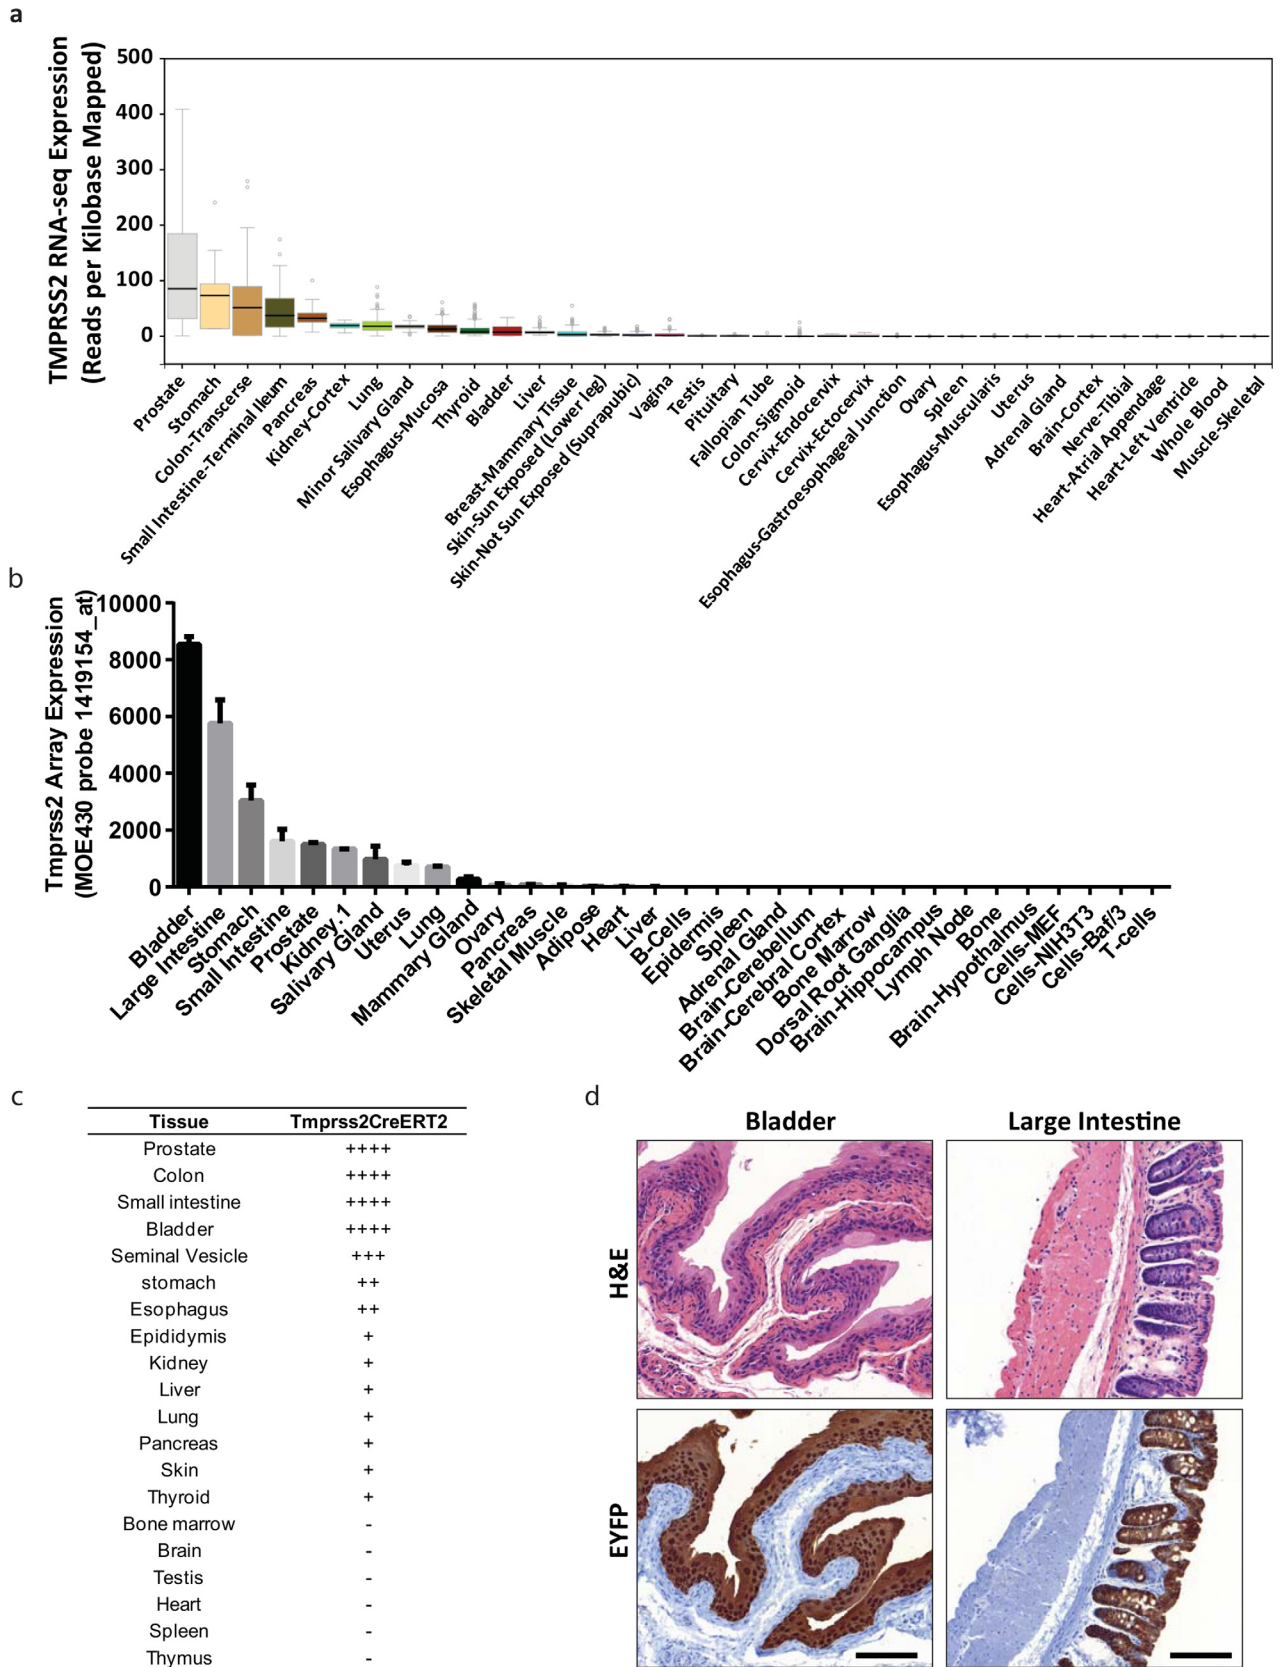 a
TMPRSS2 RNA-seq Expression
(Reads per Kilobase Mapped)
500
400
300
200
100
0
Prostate
Stomach
Colon-Transcerse
Small Intestine-Terminal Ileum
Pancreas
Kidney-Cortex
Lung
Minor Salivary Gland
Esophagus-Mucosa
Thyroid
Bladder
Liver
Breast-Mammary Tissue
Skin-Sun Exposed (Lower leg)
Skin-Not Sun Exposed (Suprapubic)
Vagina
Testis
Pituitary
Fallopian Tube
Colon-Sigmoid
Cervix-Endocervix
Cervix-Ectocervix
Esophagus-Gastroesophageal Junction
Ovary
Spleen
Esophagus-Muscularis
Uterus
Adrenal Gland
Brain-Cortex
Nerve-Tibial
Heart-Atrial Appendage
Heart-Left Ventricle
Whole Blood
Muscle-Skeletal
b
Tmprss2 Array Expression
(MOE430 probe 1419154_at)
10000
8000
6000
4000
2000
0
Bladder
Large Intestine
Stomach
Small Intestine
Prostate
Kidney.1
Salivary Gland
Uterus
Lung
Mammary Gland
Ovary
Pancreas
Skeletal Muscle
Adipose
Heart
Liver
B-Cells
Epidermis
Spleen
Adrenal Gland
Brain-Cerebellum
Brain-Cerebral Cortex
Bone Marrow
Dorsal Root Ganglia
Brain-Hippocampus
Lymph Node
Bone
Brain-Hypothalmus
Cells-MEF
Cells-NIH3T3
Cells-Baf/3
T-cells
c
Tissue Tmprss2CreERT2
Prostate ++++
Colon ++++
Small intestine ++++
Bladder ++++
Seminal Vesicle +++
stomach ++
Esophagus ++
Epididymis +
Kidney +
Liver +
Lung +
Pancreas +
Skin +
Thyroid +
Bone marrow -
Brain -
Testis -
Heart -
Spleen -
Thymus -
d
Bladder Large Intestine
H&E
EYFP